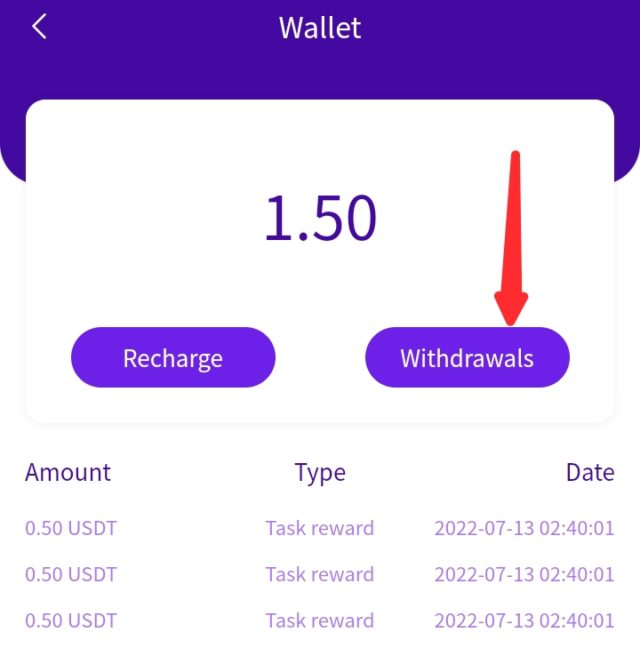 Wallet
1.50
Recharge Withdrawals
Amount Type Date
0.50 USDT Task reward 2022-07-13 02:40:01
0.50 USDT Task reward 2022-07-13 02:40:01
0.50 USDT Task reward 2022-07-13 02:40:01